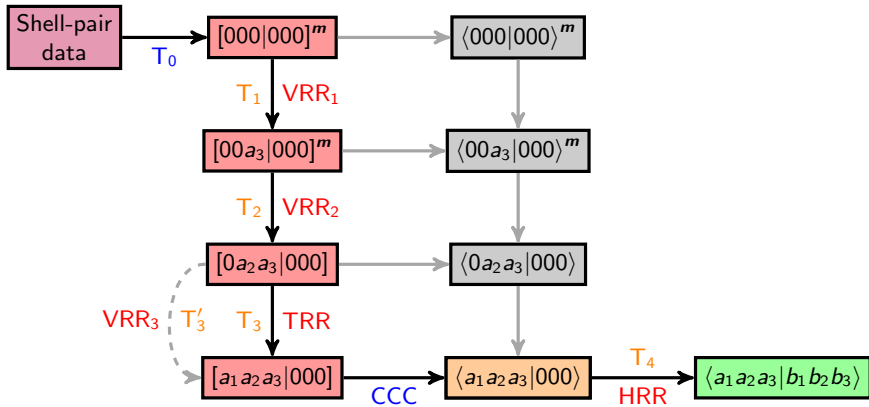 Shell-pair
data
T₀
[000|000]ᵐ
⟨000|000⟩ᵐ
T₁ VRR₁
[00a₃|000]ᵐ
⟨00a₃|000⟩ᵐ
T₂ VRR₂
[0a₂a₃|000]
⟨0a₂a₃|000⟩
VRR₃ T₃′ T₃ TRR
[a₁a₂a₃|000]
CCC
⟨a₁a₂a₃|000⟩
T₄
HRR
⟨a₁a₂a₃|b₁b₂b₃⟩